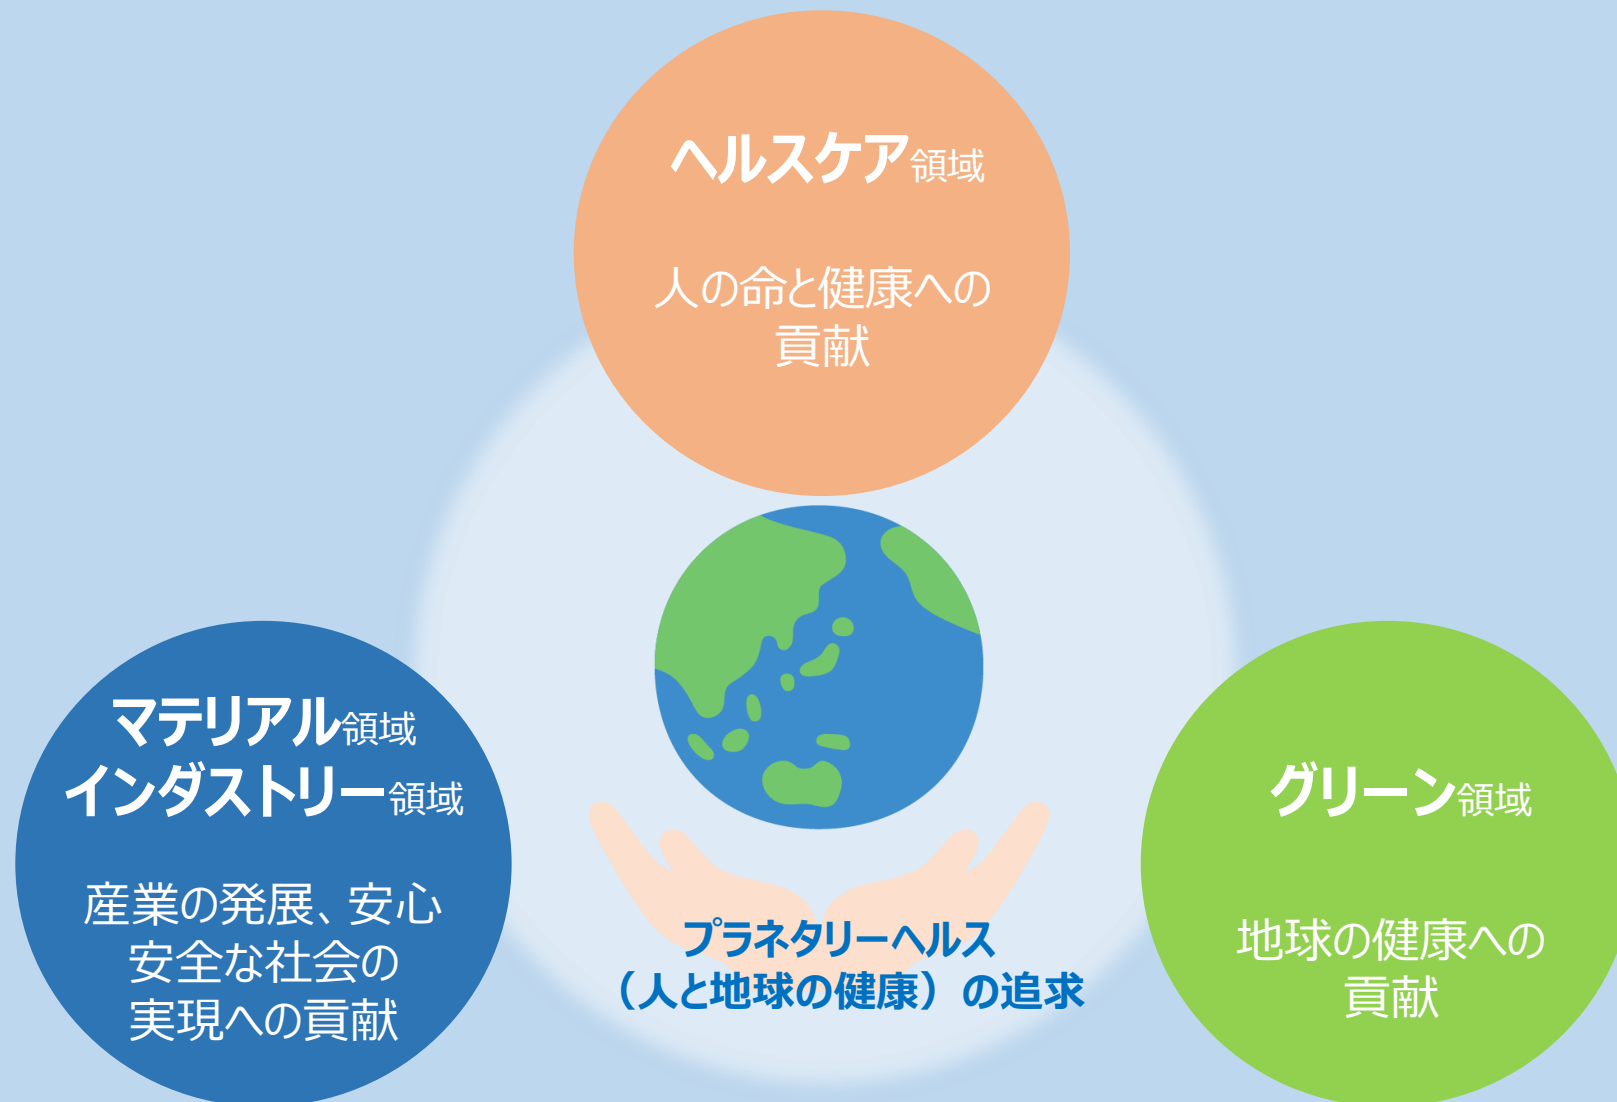 ヘルスケア領域
人の命と健康への
貢献
マテリアル領域
インダストリー領域
産業の発展、安心
安全な社会の
実現への貢献
グリーン領域
地球の健康への
貢献
プラネタリーヘルス
（人と地球の健康）の追求